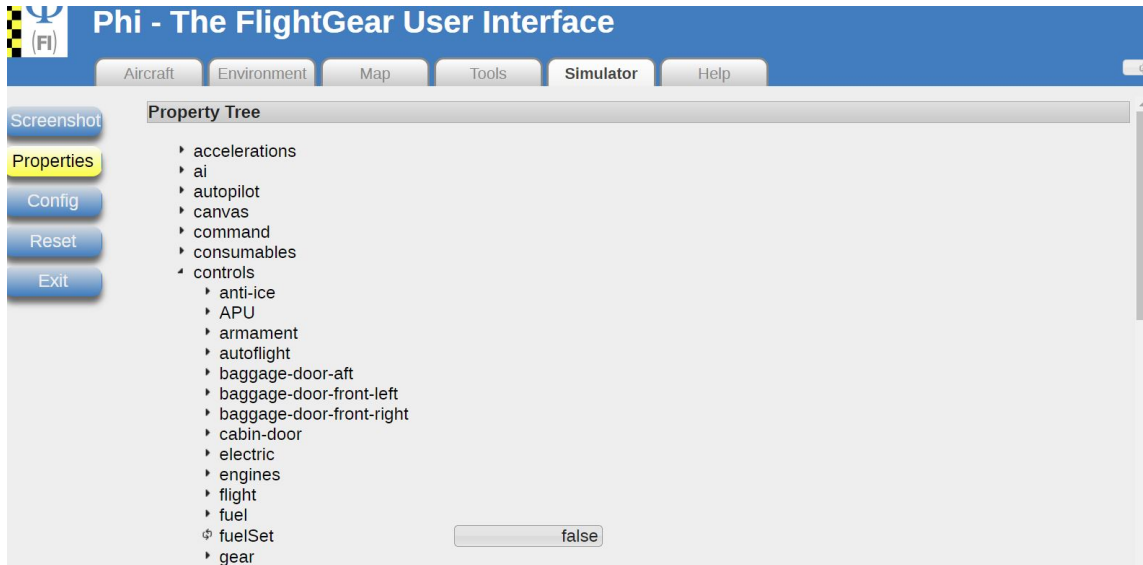 (FI)
Phi - The FlightGear User Interface
Aircraft Environment Map Tools Simulator Help
Screenshot
Properties
Config
Reset
Exit
Property Tree
accelerations
ai
autopilot
canvas
command
consumables
controls
anti-ice
APU
armament
autoflight
baggage-door-aft
baggage-door-front-left
baggage-door-front-right
cabin-door
electric
engines
flight
fuel
fuelSet false
gear